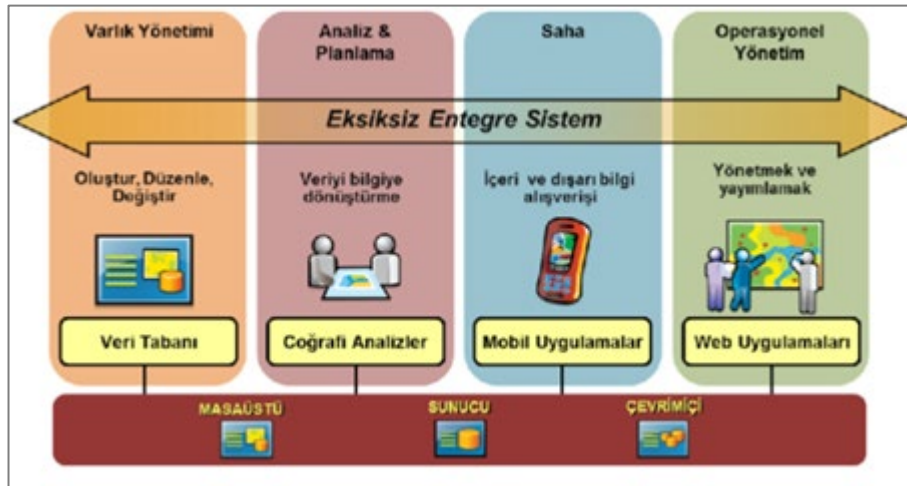 Varlık Yönetimi
Analiz &
Planlama
Saha
Operasyonel
Yönetim
Eksiksiz Entegre Sistem
Oluştur, Düzenle,
Değiştir
Veriyi bilgiye
dönüştürme
İçeri ve dışarı bilgi
alışverişi
Yönetmek ve
yayımlamak
Veri Tabanı
Coğrafi Analizler
Mobil Uygulamalar
Web Uygulamaları
MASAÜSTÜ
SUNUCU
ÇEVRİMİÇİ